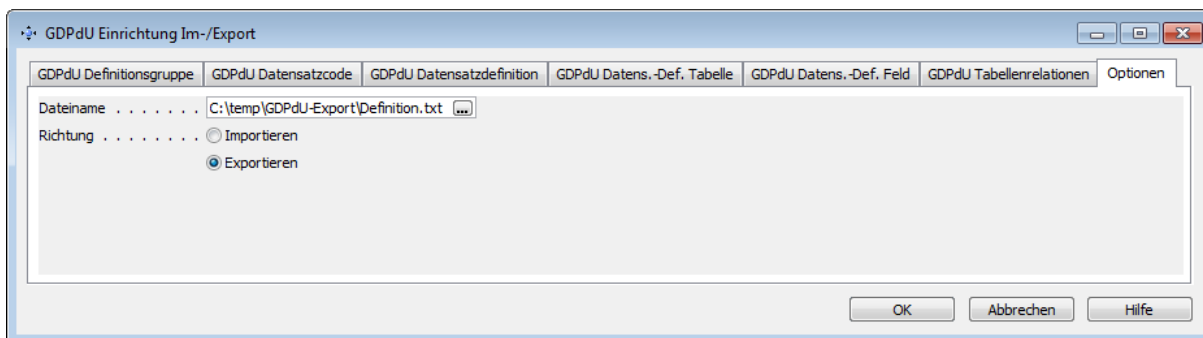 GDPdU Einrichtung Im-/Export
GDPdU Definitionsgruppe GDPdU Datensatzcode GDPdU Datensatzdefinition GDPdU Datens.-Def. Tabelle GDPdU Datens.-Def. Feld GDPdU Tabellenrelationen Optionen
Dateiname . . . . . . . C:\temp\GDPdU-Export\Definition.txt ...
Richtung . . . . . . . . Importieren
Exportieren
OK Abbrechen Hilfe